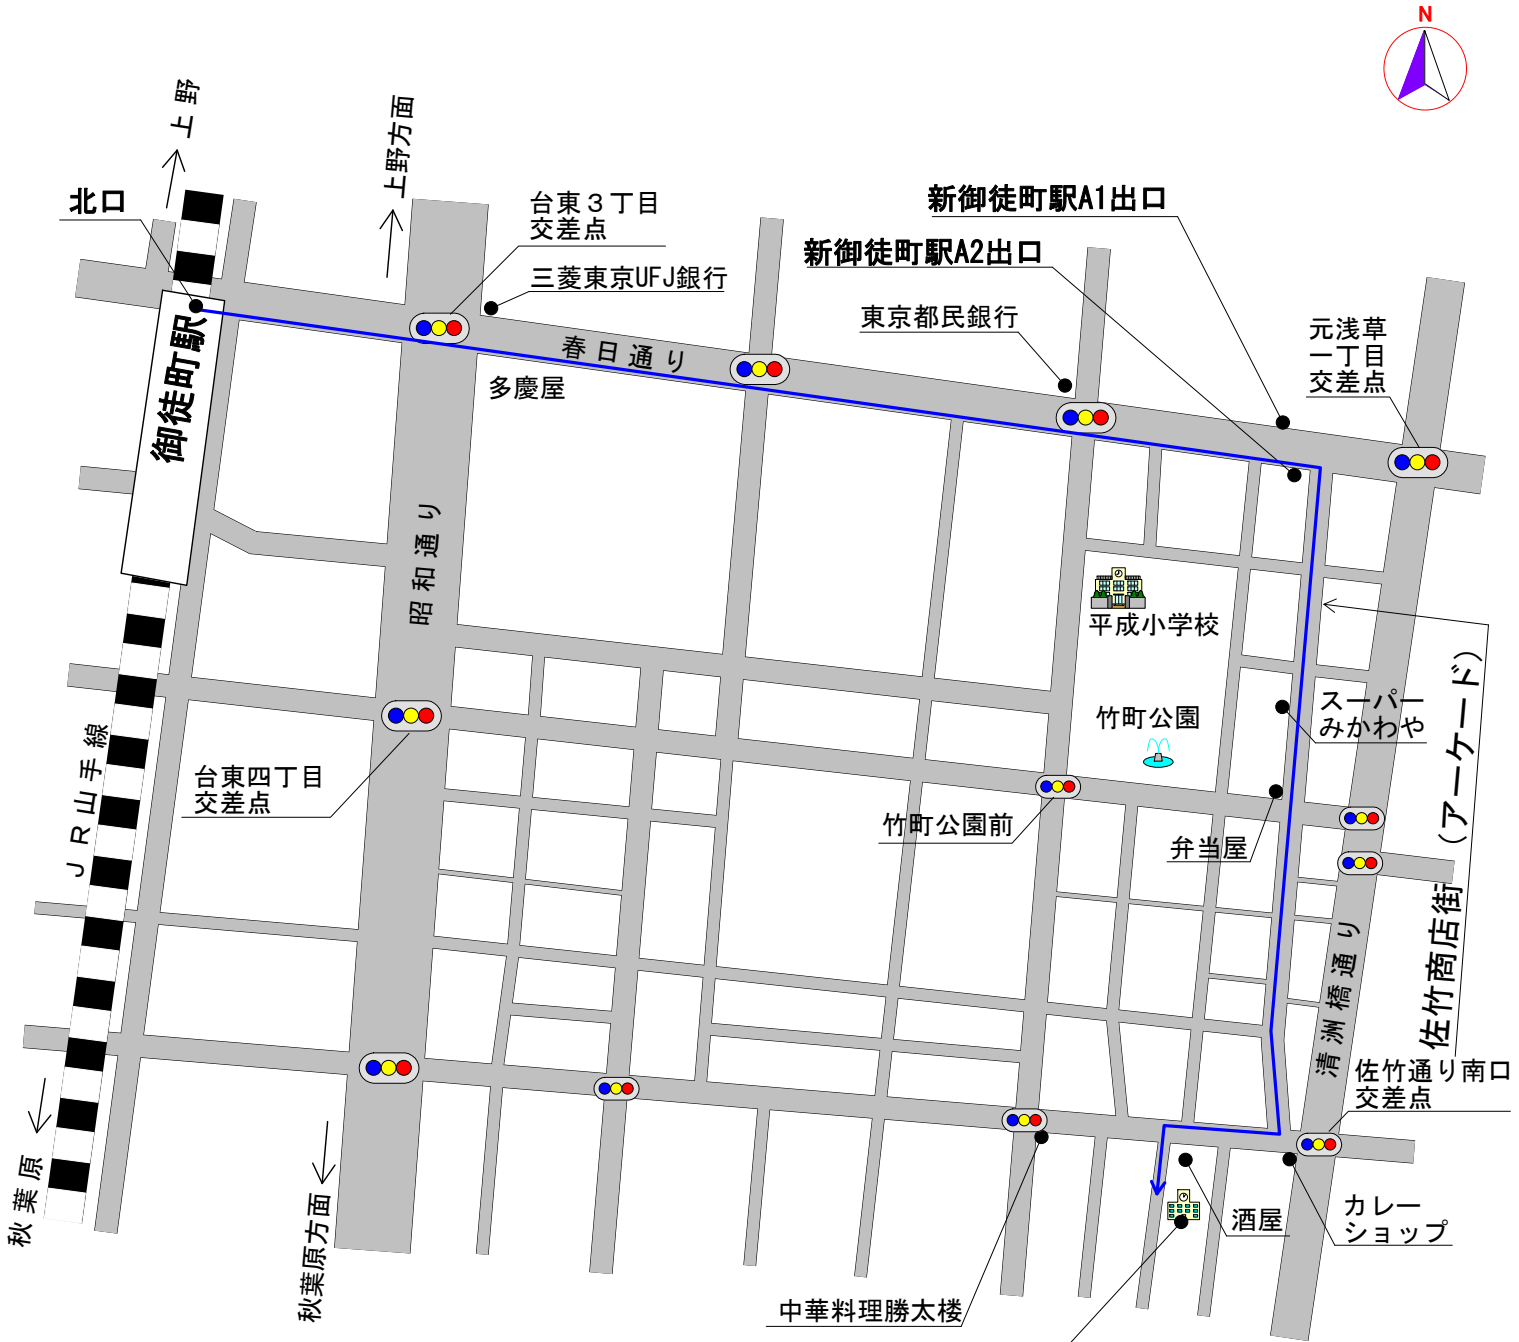 N
上野
上野方面
北口
台東３丁目
交差点
三菱東京UFJ銀行
新御徒町駅A1出口
新御徒町駅A2出口
東京都民銀行
元浅草
一丁目
交差点
春日通り
多慶屋
御徒町駅
昭和通り
平成小学校
竹町公園
スーパー
みかわや
台東四丁目
交差点
竹町公園前
弁当屋
ＪＲ山手線
佐竹商店街（アーケード）
清洲橋通り
佐竹通り南口
交差点
秋葉原
秋葉原方面
酒屋
カレー
ショップ
中華料理勝太楼